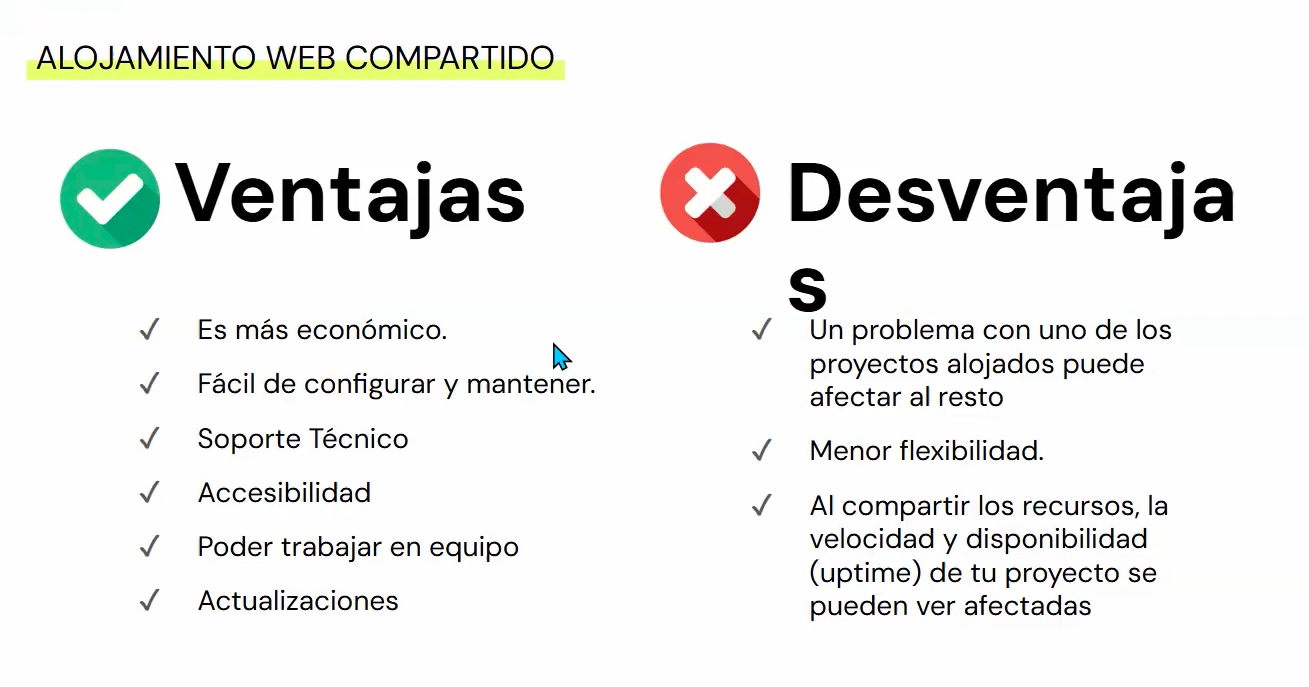 ALOJAMIENTO WEB COMPARTIDO
Ventajas
Es más económico.
Fácil de configurar y mantener.
Soporte Técnico
Accesibilidad
Poder trabajar en equipo
Actualizaciones
Desventaja
s
Un problema con uno de los
proyectos alojados puede
afectar al resto
Menor flexibilidad.
Al compartir los recursos, la
velocidad y disponibilidad
(uptime) de tu proyecto se
pueden ver afectadas